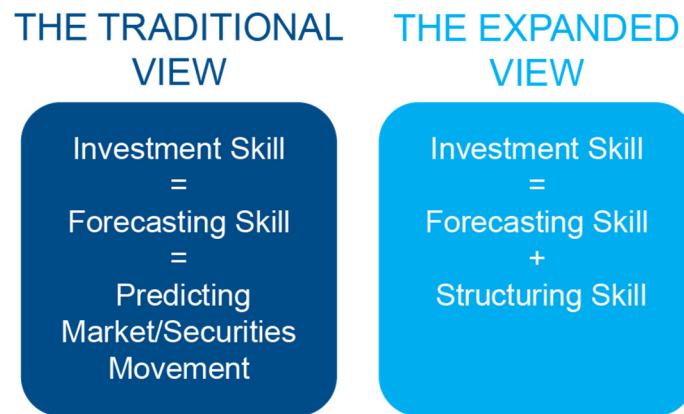 THE TRADITIONAL
VIEW
Investment Skill
=
Forecasting Skill
=
Predicting
Market/Securities
Movement
THE EXPANDED
VIEW
Investment Skill
=
Forecasting Skill
+
Structuring Skill